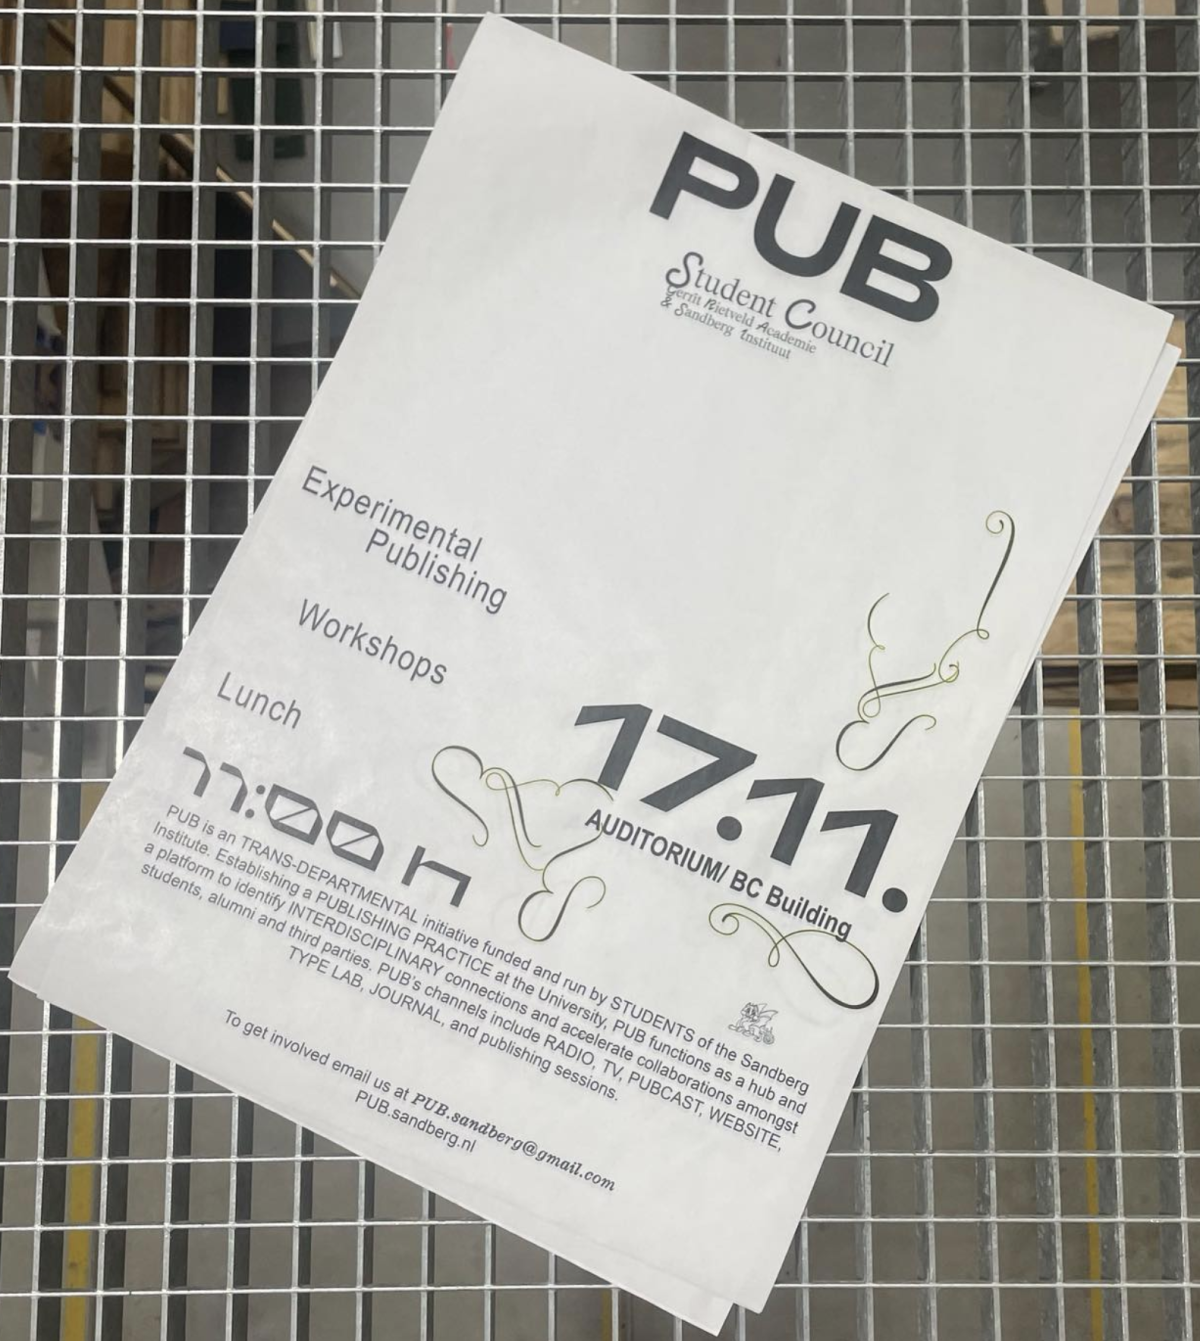 PUB
Student Council
Gerrit Rietveld Academie
& Sandberg Instituut
Experimental
Publishing
Workshops
Lunch
17.11.
AUDITORIUM/ BC Building
11:00 h
PUB is an TRANS-DEPARTMENTAL initiative funded and run by STUDENTS of the Sandberg
Institute. Establishing a PUBLISHING PRACTICE at the University, PUB functions as a hub and
a platform to identify INTERDISCIPLINARY connections and accelerate collaborations amongst
students, alumni and third parties. PUB's channels include RADIO, TV, PUBCAST, WEBSITE,
TYPE LAB, JOURNAL, and publishing sessions.
To get involved email us at PUB.sandberg@gmail.com
PUB.sandberg.nl